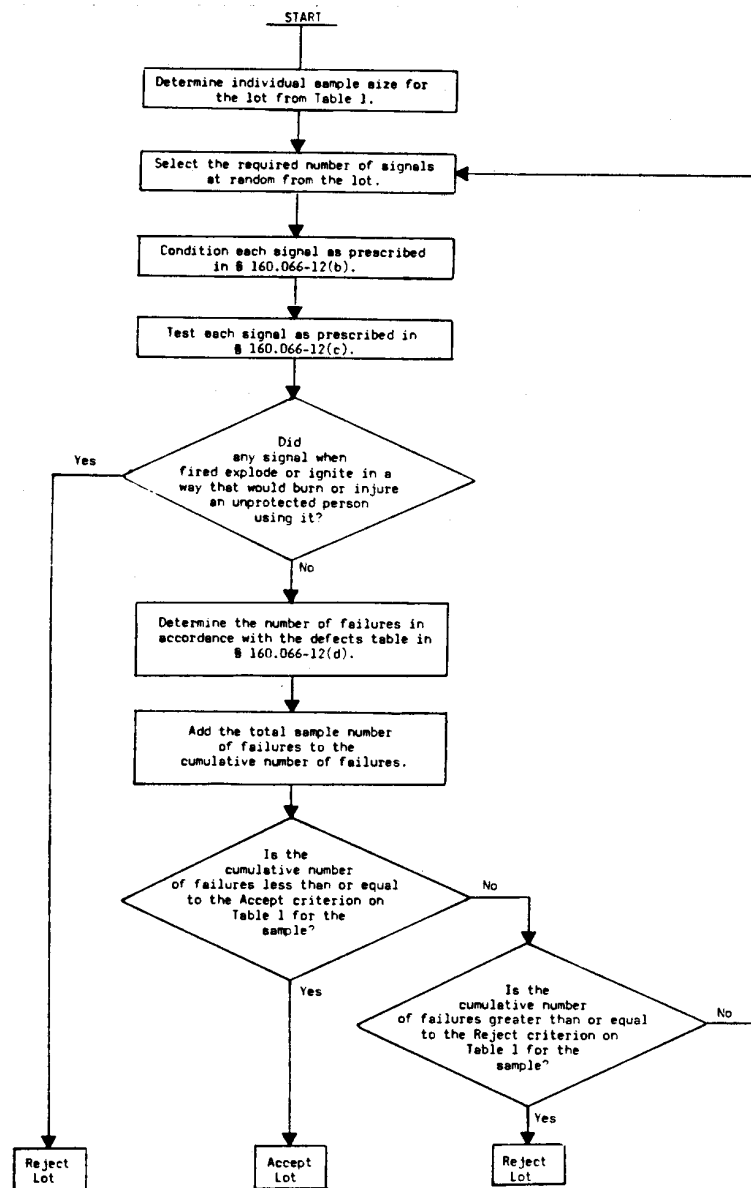 START
Determine individual sample size for
the lot from Table 1.
Select the required number of signals
at random from the lot.
Condition each signal as prescribed
in § 160.066-12(b).
Test each signal as prescribed in
§ 160.066-12(c).
Did
any signal when
fired explode or ignite in a
way that would burn or injure
an unprotected person
using it?
Yes
No
Determine the number of failures in
accordance with the defects table in
§ 160.066-12(d).
Add the total sample number
of failures to the
cumulative number of failures.
Is the
cumulative number
of failures less than or equal
to the Accept criterion on
Table 1 for the
sample?
No
Yes
Is the
cumulative number
of failures greater than or equal
to the Reject criterion on
Table 1 for the
sample?
No
Yes
Reject
Lot
Accept
Lot
Reject
Lot